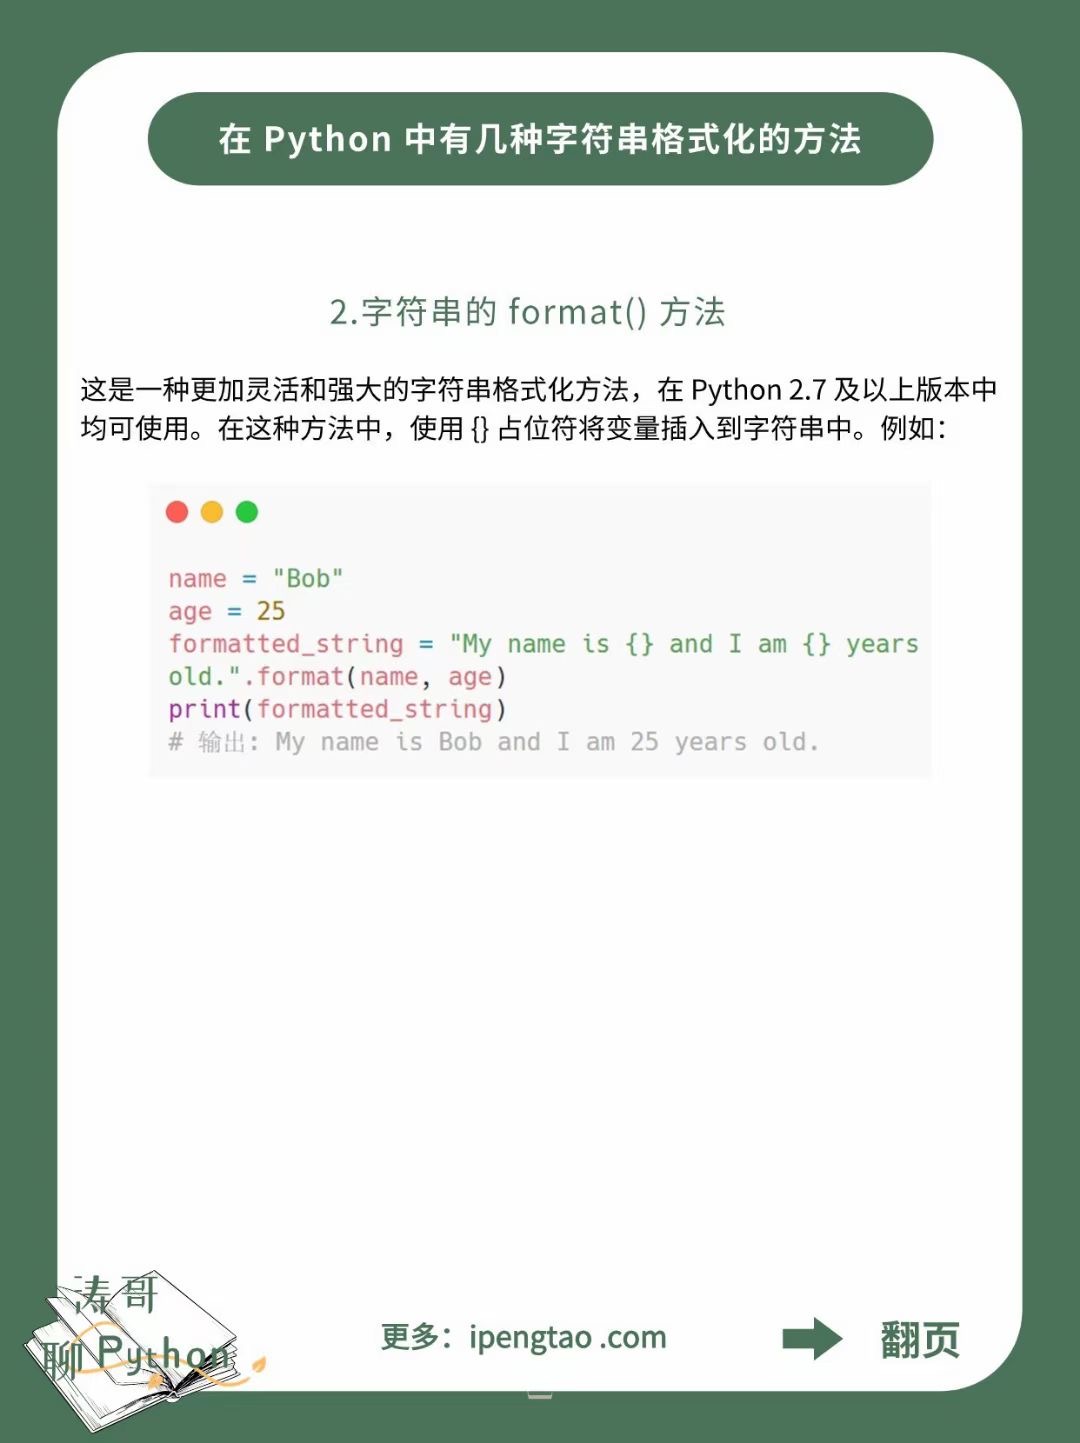 在 Python 中有几种字符串格式化的方法
2.字符串的 format() 方法
这是一种更加灵活和强大的字符串格式化方法，在 Python 2.7 及以上版本中
均可使用。在这种方法中，使用 {} 占位符将变量插入到字符串中。例如：
name = "Bob"
age = 25
formatted_string = "My name is {} and I am {} years
old.".format(name, age)
print(formatted_string)
# 输出: My name is Bob and I am 25 years old.
涛哥
聊 Python
更多：ipengtao .com
翻页